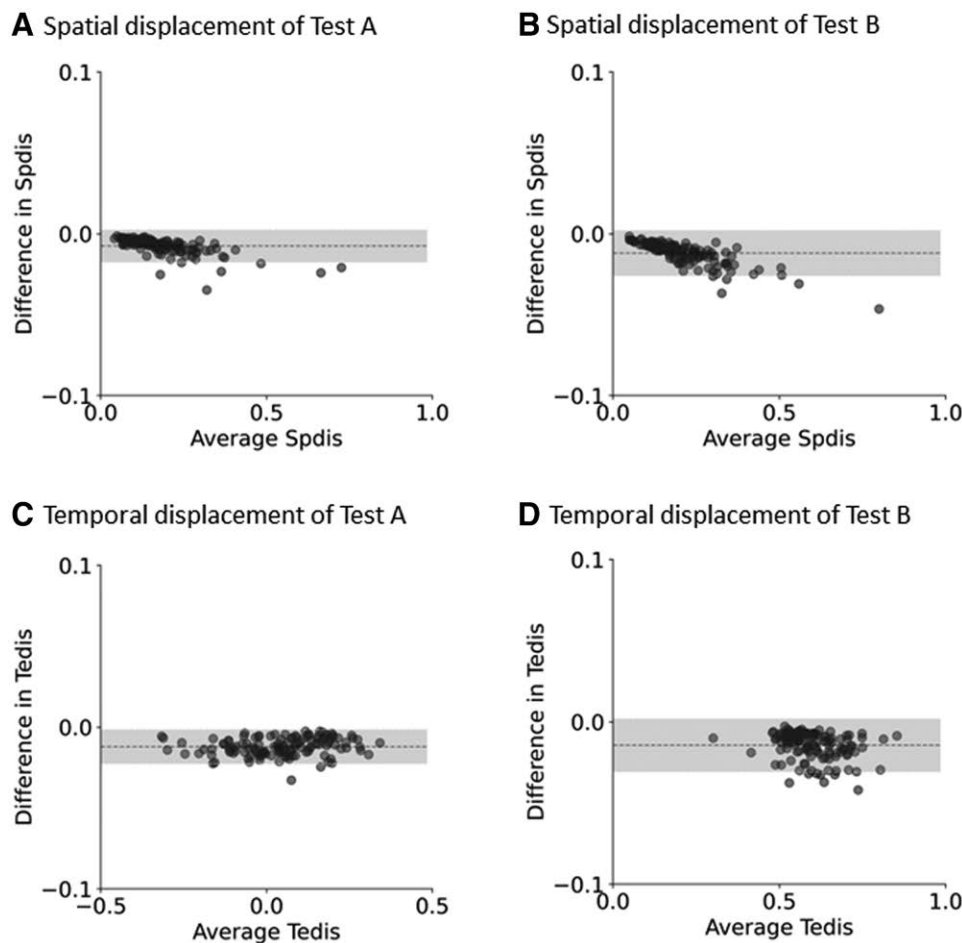 A Spatial displacement of Test A
0.1
0.0
−0.1
Difference in Spdis
0.0 0.5 1.0
Average Spdis
B Spatial displacement of Test B
0.1
0.0
−0.1
Difference in Spdis
0.0 0.5 1.0
Average Spdis
C Temporal displacement of Test A
0.1
0.0
−0.1
Difference in Tedis
−0.5 0.0 0.5
Average Tedis
D Temporal displacement of Test B
0.1
0.0
−0.1
Difference in Tedis
0.0 0.5 1.0
Average Tedis